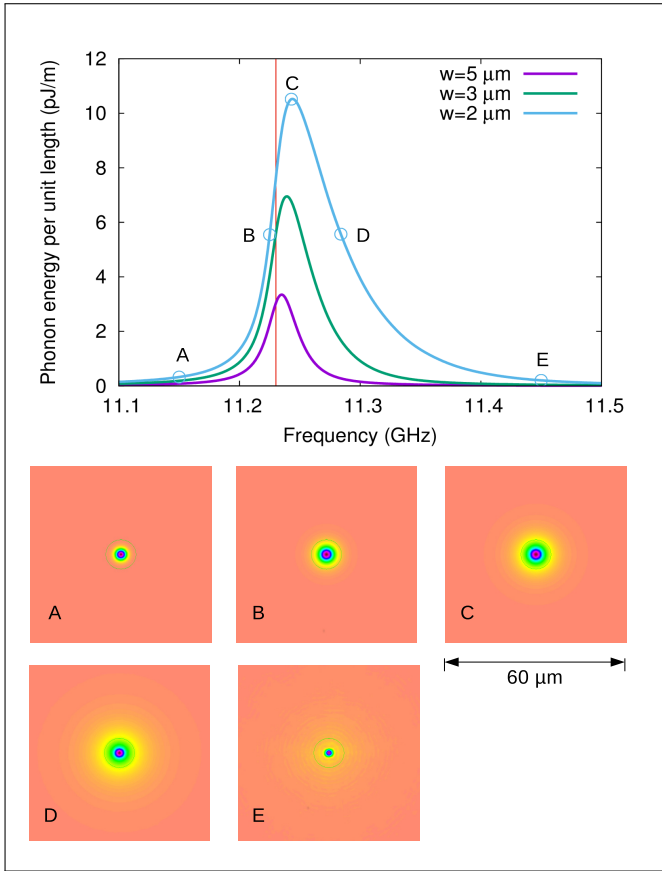 12
10
8
6
4
2
0
11.1
11.2
11.3
11.4
11.5
Phonon energy per unit length (pJ/m)
Frequency (GHz)
w=5 μm
w=3 μm
w=2 μm
A
B
C
D
E
A
B
C
60 μm
D
E